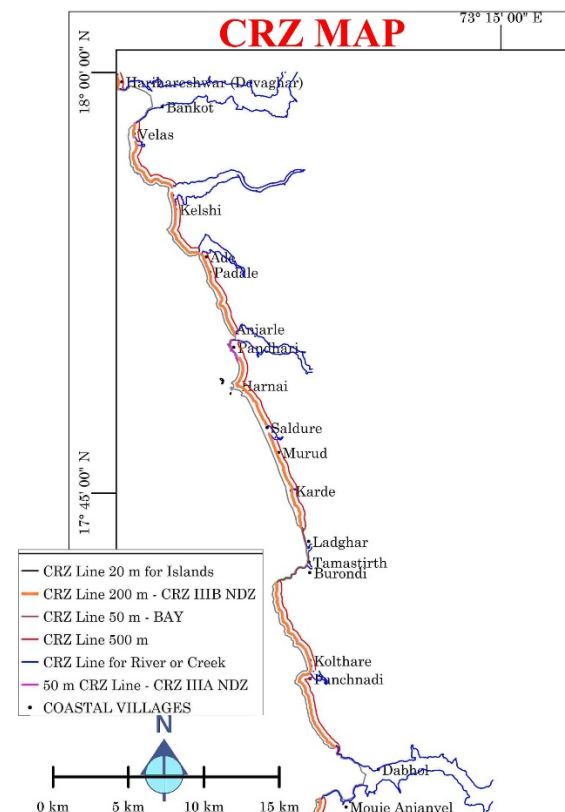 73° 15' 00" E
CRZ MAP
18° 00' 00" N
Harihareshwar (Devaghar)
Bankot
Velas
Kelshi
Ade
Padale
Anjarle
Pandhari
Harnai
Saldure
Murud
17° 45' 00" N
Karde
Ladghar
Tamastirth
Burondi
CRZ Line 20 m for Islands
CRZ Line 200 m - CRZ IIIB NDZ
CRZ Line 50 m - BAY
CRZ Line 500 m
CRZ Line for River or Creek
50 m CRZ Line - CRZ IIIA NDZ
COASTAL VILLAGES
Kolthare
Panchnadi
N
Dabhol
0 km 5 km 10 km 15 km
Mouje Anjanvel